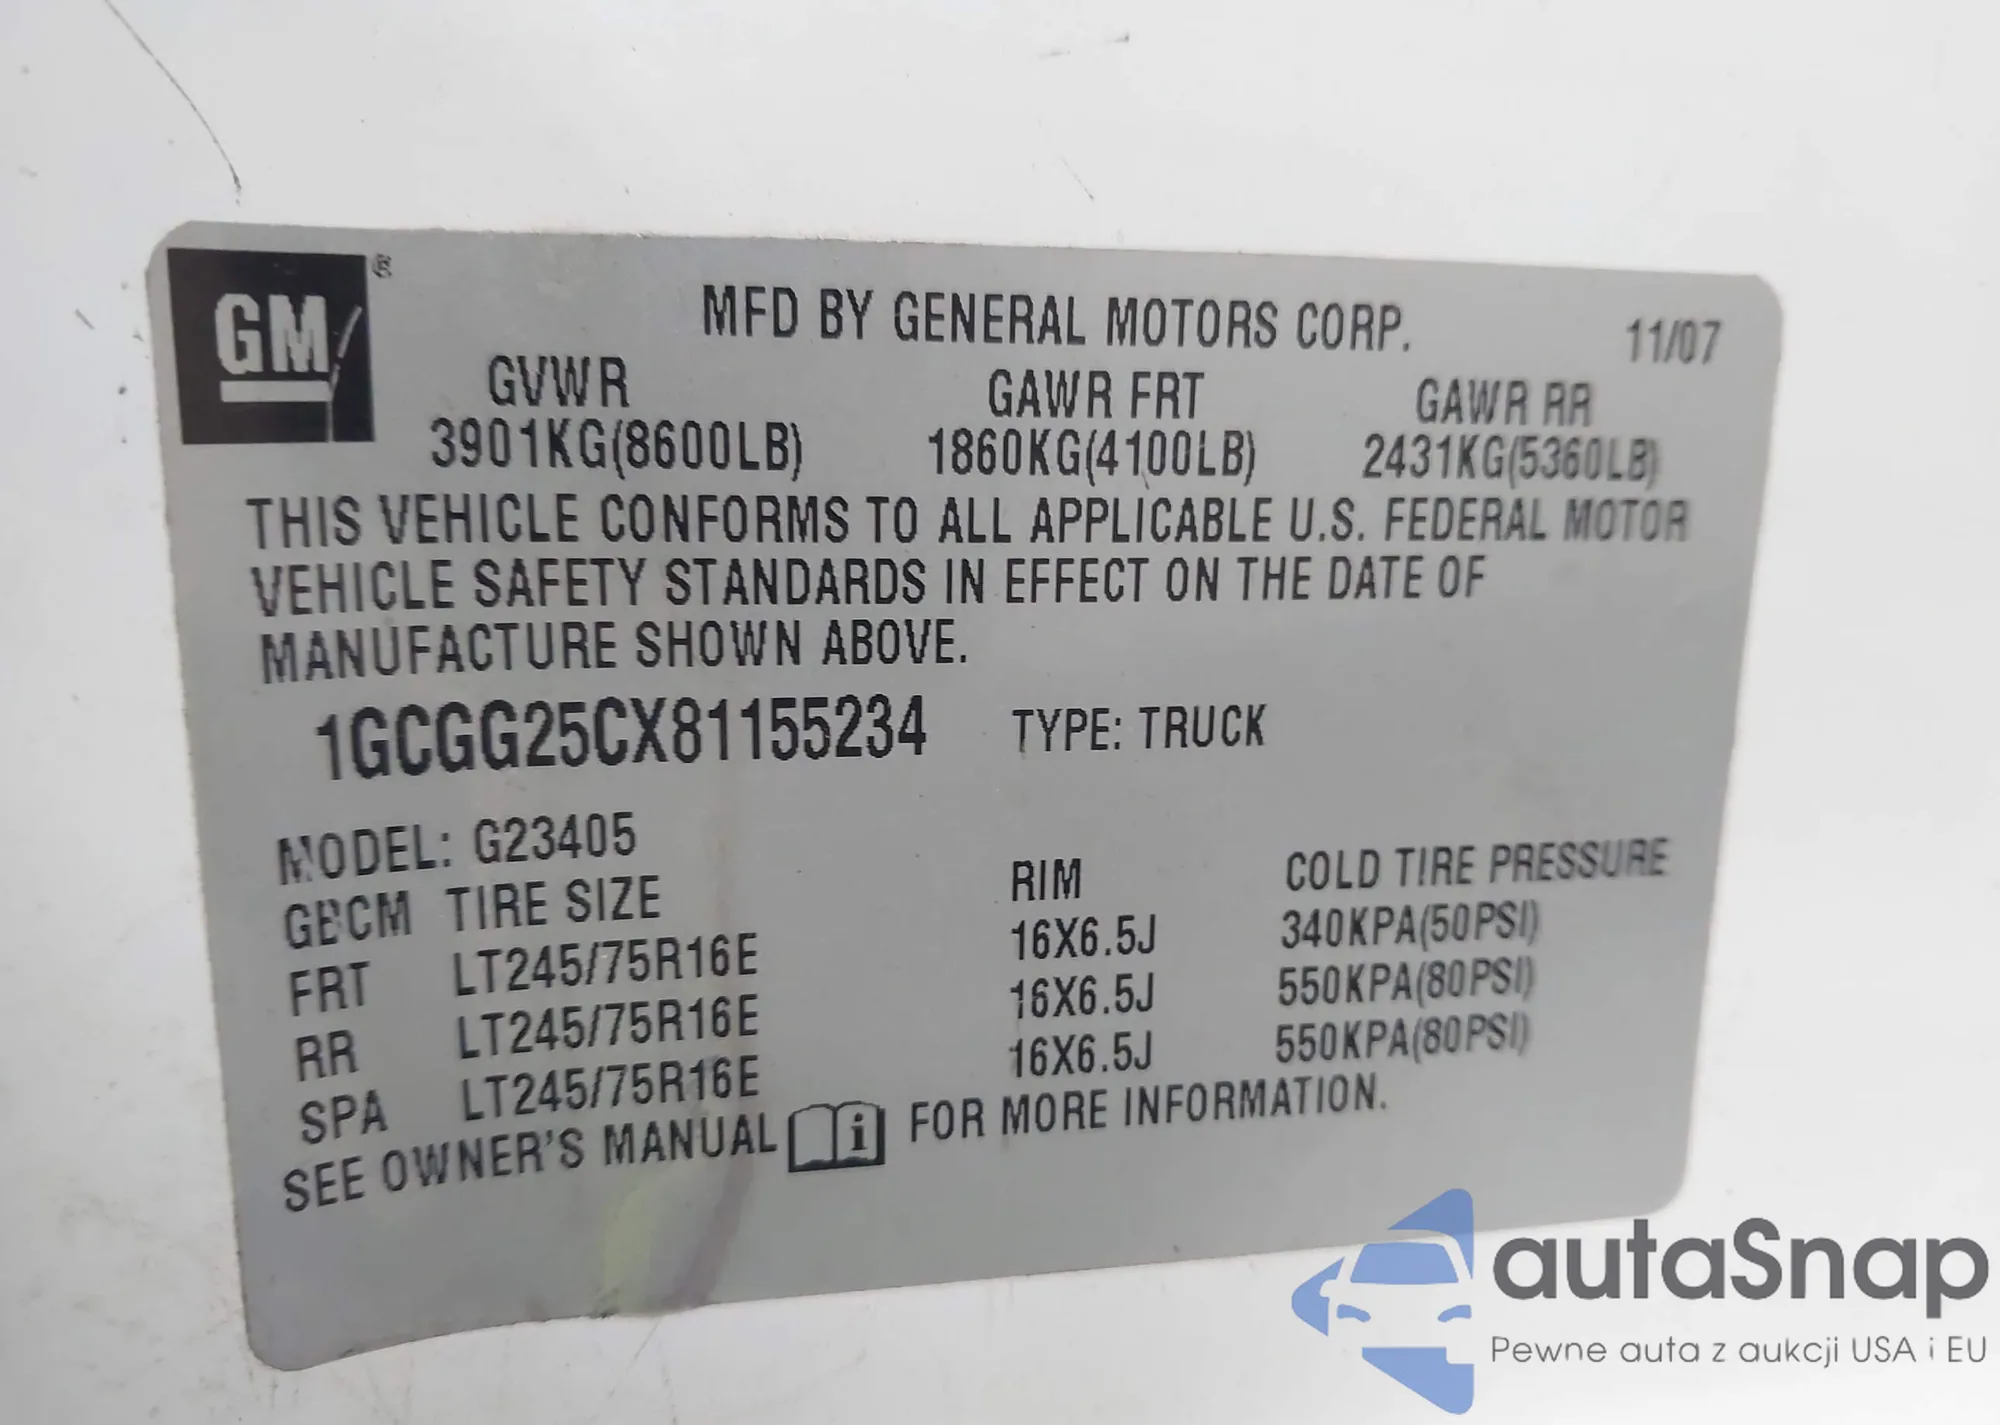 GM ®
MFD BY GENERAL MOTORS CORP. 11/07
GVWR GAWR FRT GAWR RR
3901KG(8600LB) 1860KG(4100LB) 2431KG(5360LB)
THIS VEHICLE CONFORMS TO ALL APPLICABLE U.S. FEDERAL MOTOR
VEHICLE SAFETY STANDARDS IN EFFECT ON THE DATE OF
MANUFACTURE SHOWN ABOVE.
1GCGG25CX81155234 TYPE: TRUCK
MODEL: G23405
GBCM TIRE SIZE RIM COLD TIRE PRESSURE
FRT LT245/75R16E 16X6.5J 340KPA(50PSI)
RR LT245/75R16E 16X6.5J 550KPA(80PSI)
SPA LT245/75R16E 16X6.5J 550KPA(80PSI)
SEE OWNER'S MANUAL i FOR MORE INFORMATION.
autaSnap
Pewne auta z aukcji USA i EU